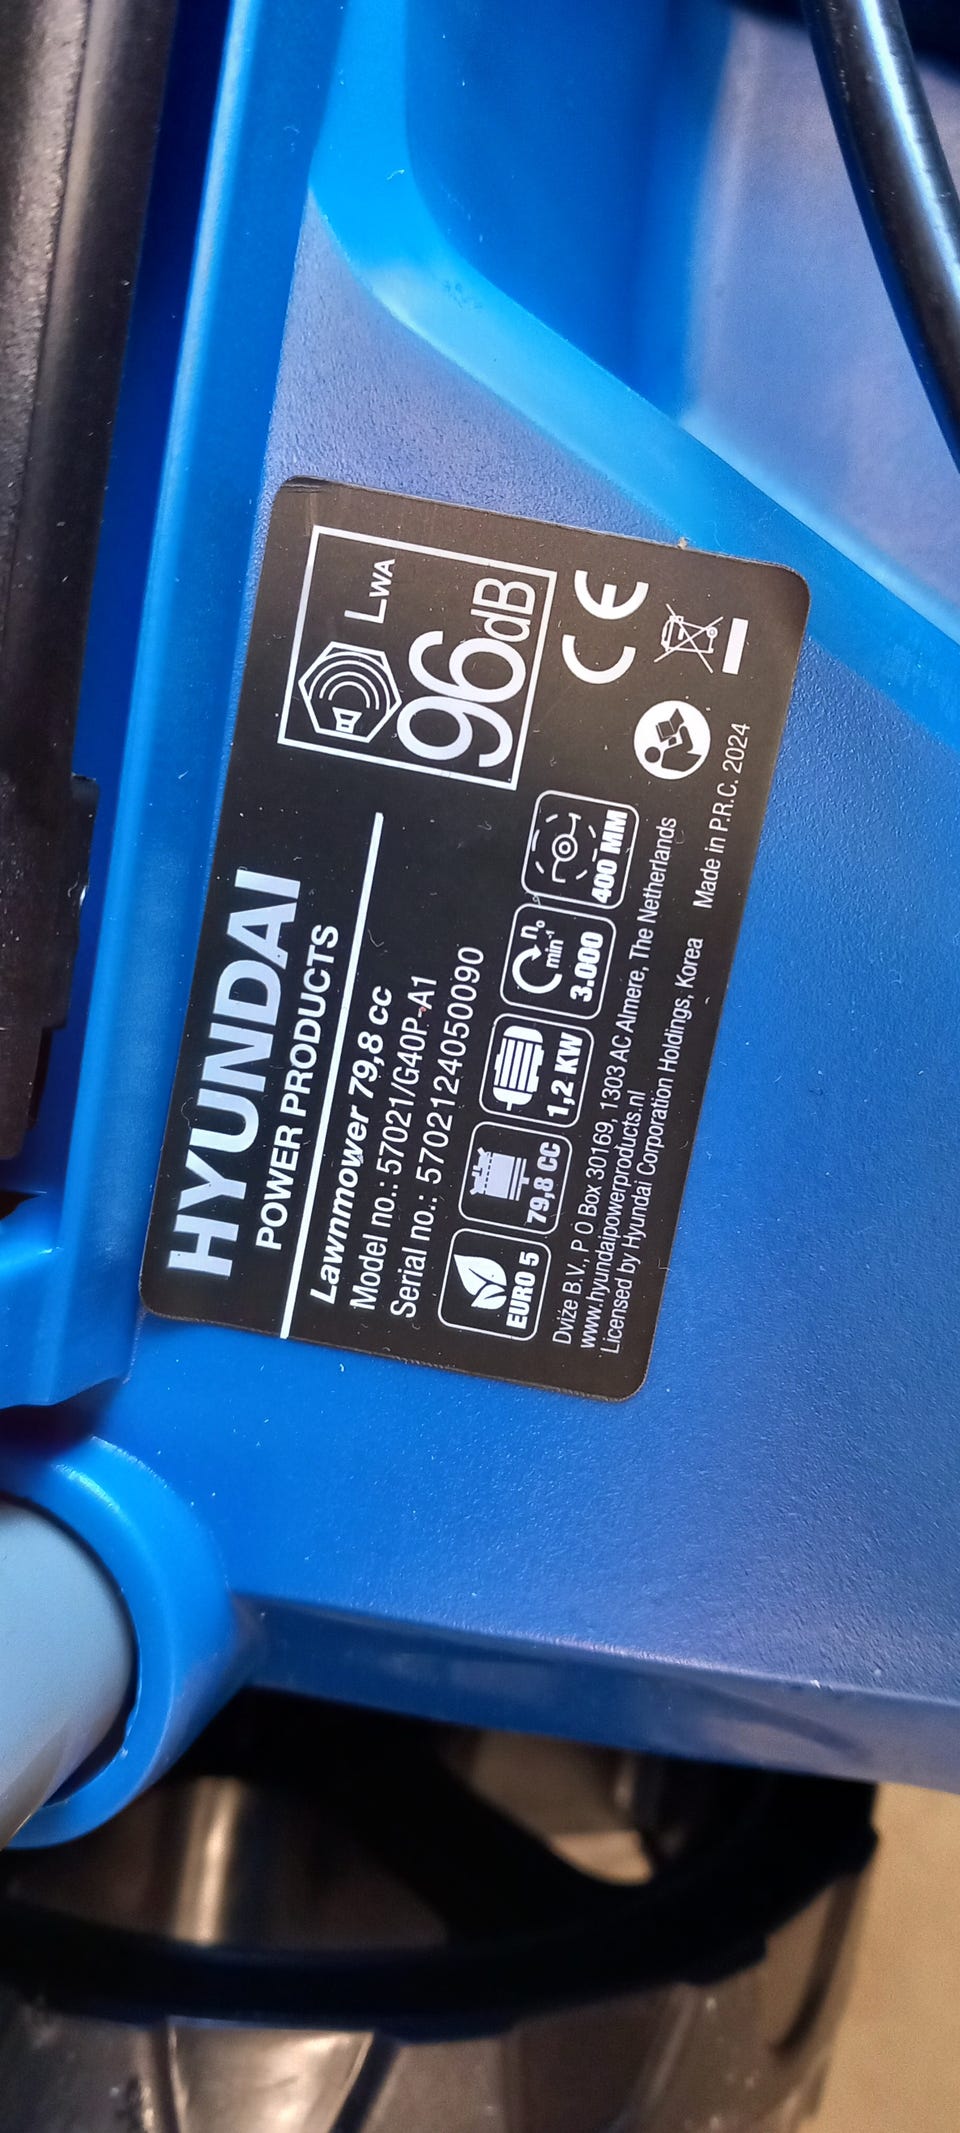 HYUNDAI
POWER PRODUCTS
Lawnmower 79,8 cc
Model no.: 57021/G40P-A1
Serial no.: 5702124050090
LWA
96dB
CE
EURO 5
79,8 CC
1,2 KW
n₀
min⁻¹
3.000
400 MM
Dviže B.V., P O Box 30169, 1303 AC Almere, The Netherlands
www.hyundaipowerproducts.nl
Licensed by Hyundai Corporation Holdings, Korea
Made in P.R.C. 2024